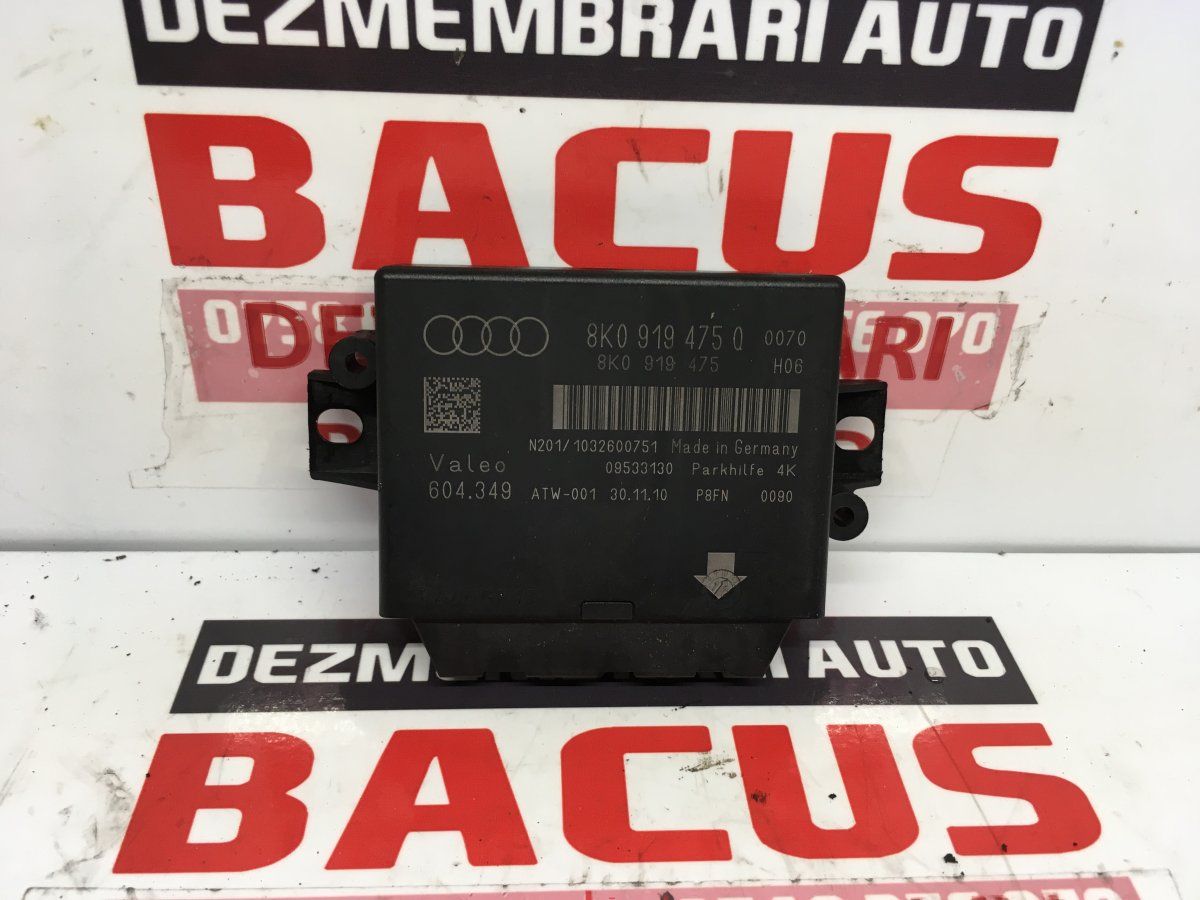 DEZMEMBRARI AUTO
BACUS
8K0 919 475 Q 0070
8K0 919 475 H06
N201/1032600751 Made in Germany
Valeo 09533130 Parkhilfe 4K
604.349 ATW-001 30.11.10 P8FN 0090
DEZMEMBRARI AUTO
BACUS